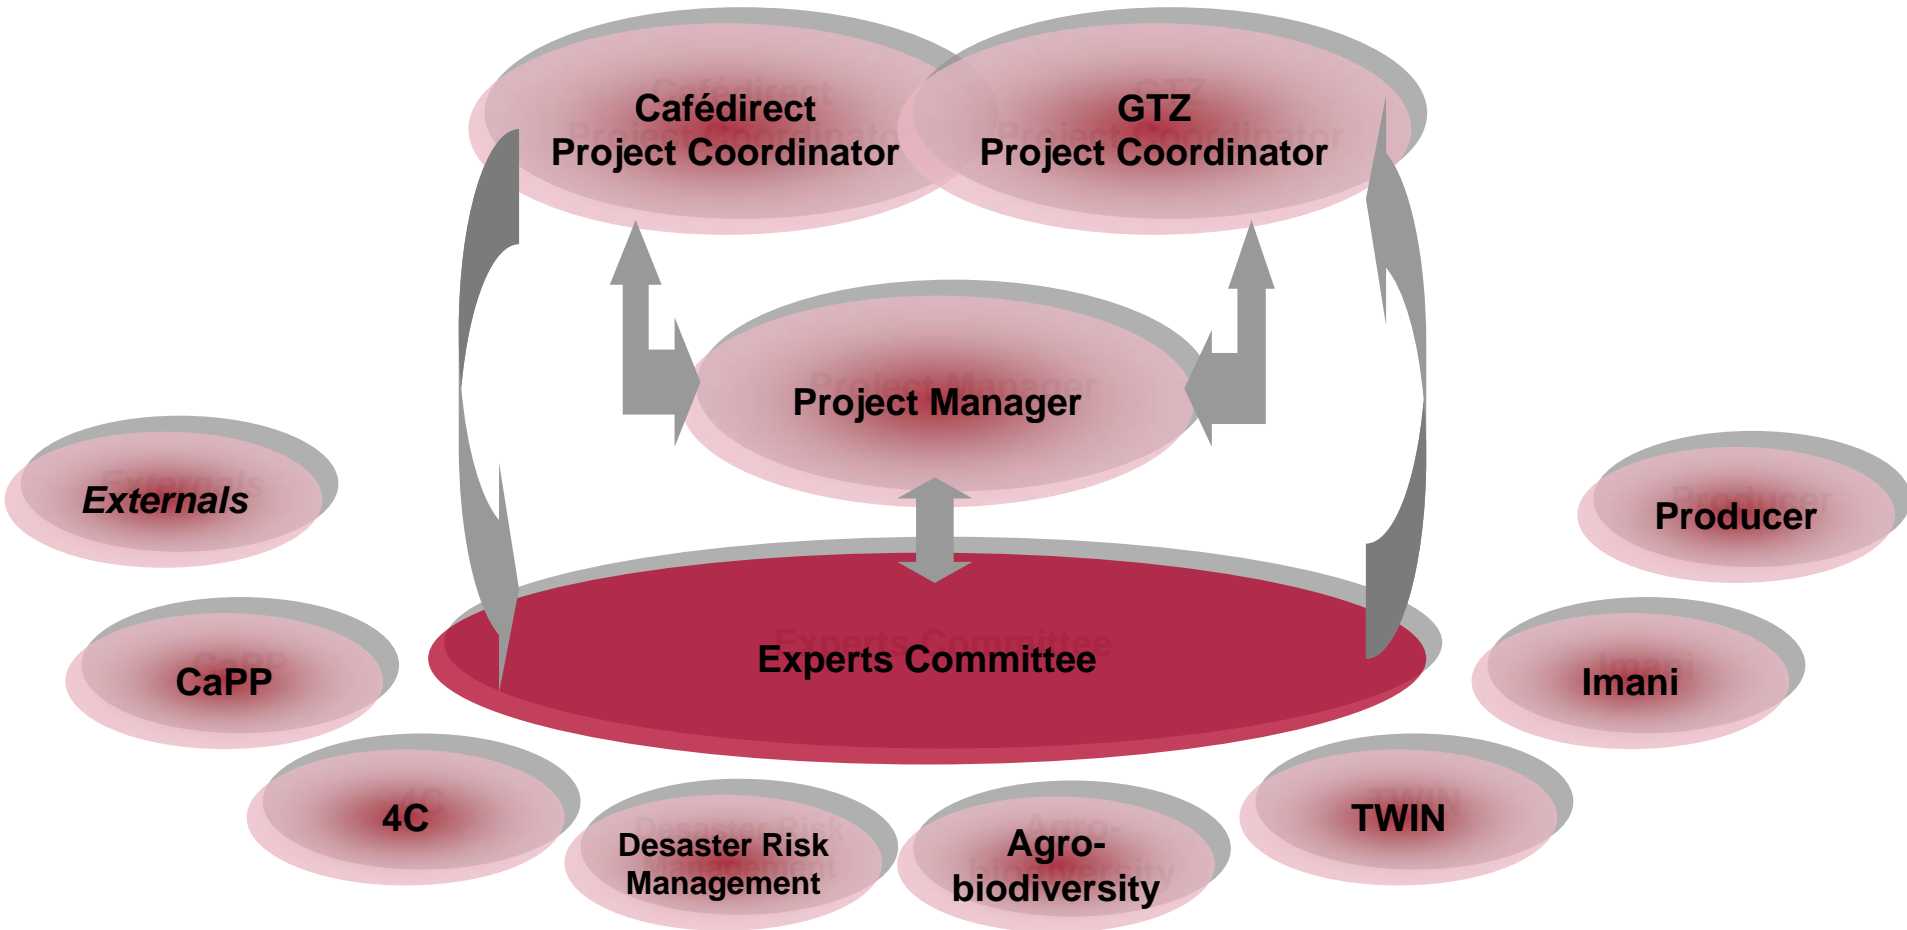 Cafédirect
Project Coordinator
GTZ
Project Coordinator
Project Manager
Externals
Producer
Experts Committee
CaPP
Imani
4C
TWIN
Desaster Risk
Management
Agro-
biodiversity